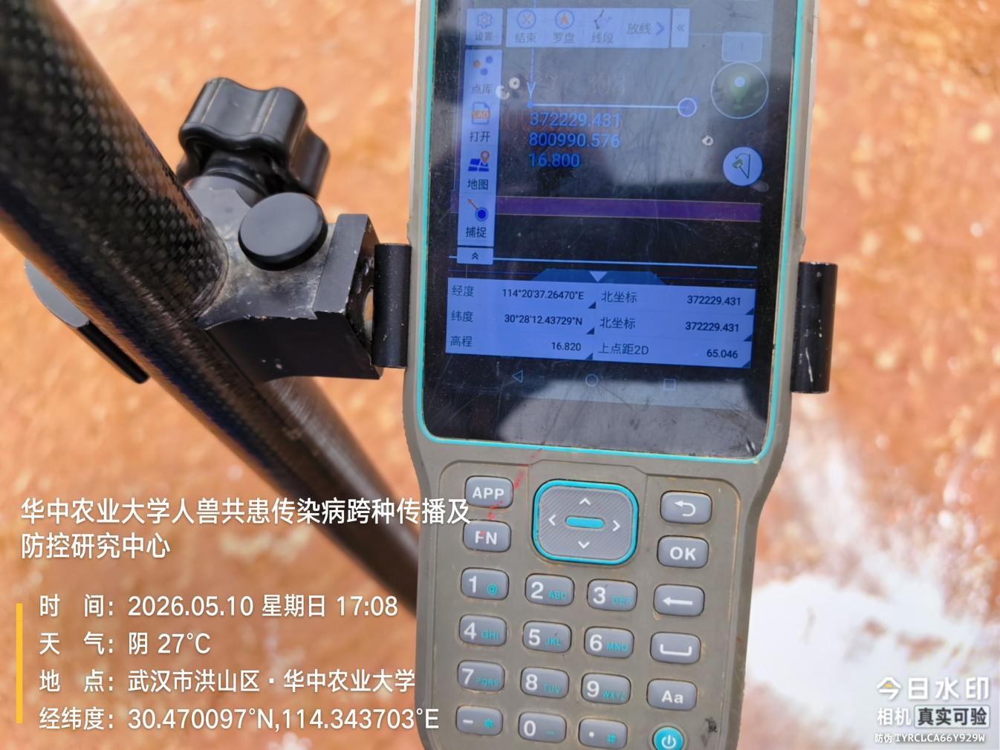 设置
结束
罗盘
线段
放线
点库
CAD
打开
地图
捕捉
372229.431
800990.576
16.800
经度 114°20'37.26470"E 北坐标 372229.431
纬度 30°28'12.43729"N 北坐标 372229.431
高程 16.820 上点距2D 65.046
APP
FN
OK
1 @ 2 ABC 3 DEF
4 GHI 5 JKL 6 MNO
7 PQRS 8 TUV 9 WXYZ Aa
- * 0 _ . #
华中农业大学人兽共患传染病跨种传播及
防控研究中心
时 间：2026.05.10 星期日 17:08
天 气：阴 27°C
地 点：武汉市洪山区·华中农业大学
经纬度：30.470097°N,114.343703°E
今日水印
相机 真实可验
防伪 TYRCLCA66Y929W